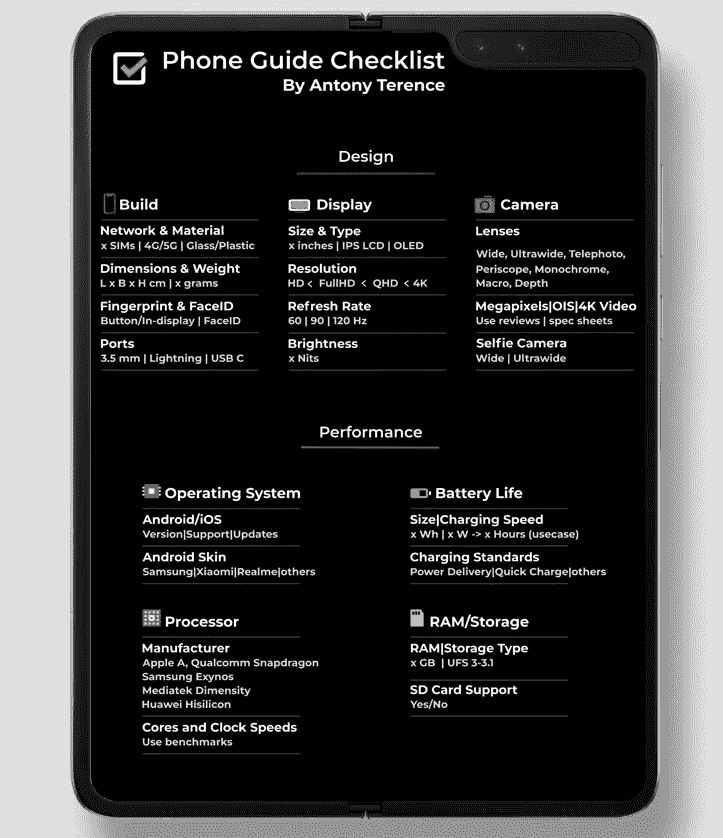 Phone Guide Checklist
By Antony Terence
Design
Build
Network & Material
x SIMs | 4G/5G | Glass/Plastic
Dimensions & Weight
L x B x H cm | x grams
Fingerprint & FaceID
Button/In-display | FaceID
Ports
3.5 mm | Lightning | USB C
Display
Size & Type
x inches | IPS LCD | OLED
Resolution
HD < FullHD < QHD < 4K
Refresh Rate
60 | 90 | 120 Hz
Brightness
x Nits
Camera
Lenses
Wide, Ultrawide, Telephoto,
Periscope, Monochrome,
Macro, Depth
Megapixels|OIS|4K Video
Use reviews | spec sheets
Selfie Camera
Wide | Ultrawide
Performance
Operating System
Android/iOS
Version|Support|Updates
Android Skin
Samsung|Xiaomi|Realme|others
Battery Life
Size|Charging Speed
x Wh | x W -> x Hours (usecase)
Charging Standards
Power Delivery|Quick Charge|others
Processor
Manufacturer
Apple A, Qualcomm Snapdragon
Samsung Exynos
Mediatek Dimensity
Huawei Hisilicon
Cores and Clock Speeds
Use benchmarks
RAM/Storage
RAM|Storage Type
x GB | UFS 3-3.1
SD Card Support
Yes/No